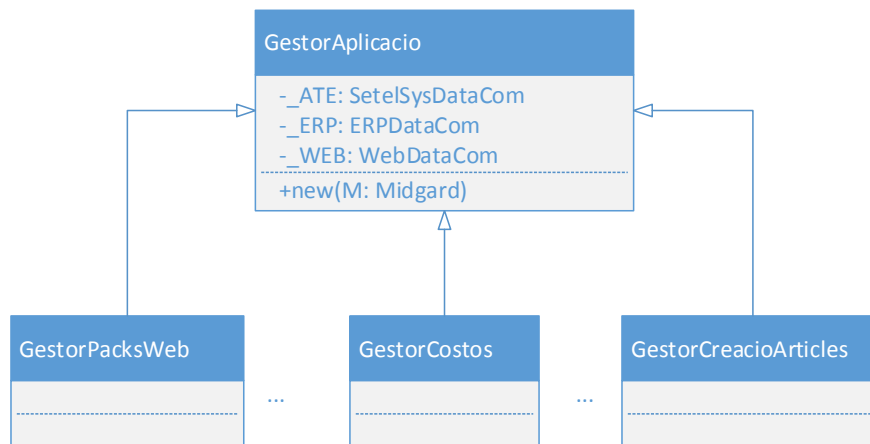 GestorAplicacio
-_ATE: SetelSysDataCom
-_ERP: ERPDataCom
-_WEB: WebDataCom
+new(M: Midgard)
GestorPacksWeb
...
GestorCostos
...
GestorCreacioArticles